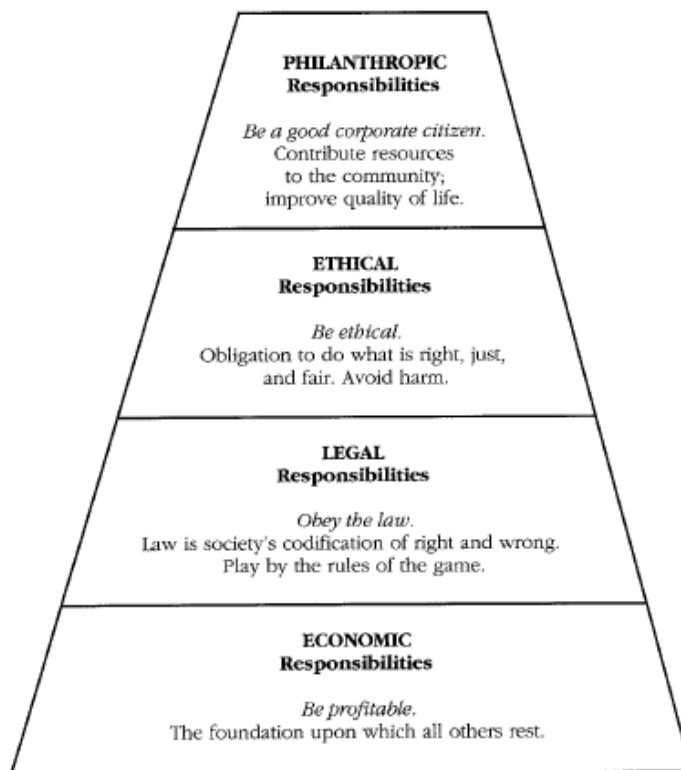 PHILANTHROPIC
Responsibilities
Be a good corporate citizen.
Contribute resources
to the community;
improve quality of life.
ETHICAL
Responsibilities
Be ethical.
Obligation to do what is right, just,
and fair. Avoid harm.
LEGAL
Responsibilities
Obey the law.
Law is society's codification of right and wrong.
Play by the rules of the game.
ECONOMIC
Responsibilities
Be profitable.
The foundation upon which all others rest.